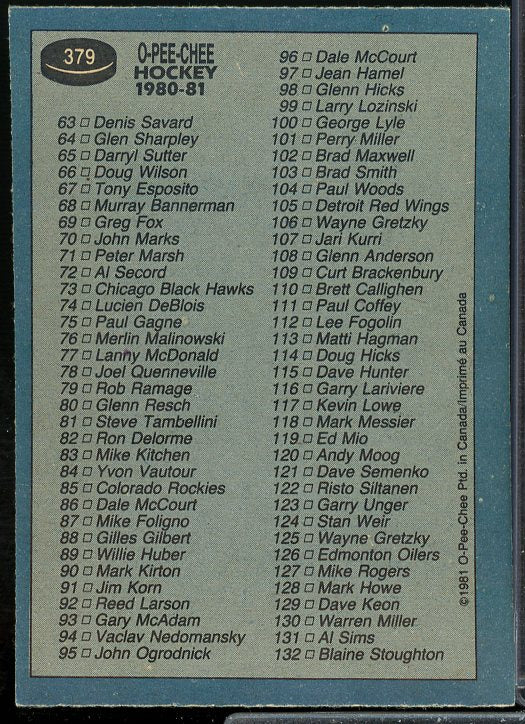 379
O-PEE-CHEE
HOCKEY
1980-81
63 □ Denis Savard
64 □ Glen Sharpley
65 □ Darryl Sutter
66 □ Doug Wilson
67 □ Tony Esposito
68 □ Murray Bannerman
69 □ Greg Fox
70 □ John Marks
71 □ Peter Marsh
72 □ Al Secord
73 □ Chicago Black Hawks
74 □ Lucien DeBlois
75 □ Paul Gagne
76 □ Merlin Malinowski
77 □ Lanny McDonald
78 □ Joel Quenneville
79 □ Rob Ramage
80 □ Glenn Resch
81 □ Steve Tambellini
82 □ Ron Delorme
83 □ Mike Kitchen
84 □ Yvon Vautour
85 □ Colorado Rockies
86 □ Dale McCourt
87 □ Mike Foligno
88 □ Gilles Gilbert
89 □ Willie Huber
90 □ Mark Kirton
91 □ Jim Korn
92 □ Reed Larson
93 □ Gary McAdam
94 □ Vaclav Nedomansky
95 □ John Ogrodnick
96 □ Dale McCourt
97 □ Jean Hamel
98 □ Glenn Hicks
99 □ Larry Lozinski
100 □ George Lyle
101 □ Perry Miller
102 □ Brad Maxwell
103 □ Brad Smith
104 □ Paul Woods
105 □ Detroit Red Wings
106 □ Wayne Gretzky
107 □ Jari Kurri
108 □ Glenn Anderson
109 □ Curt Brackenbury
110 □ Brett Callighen
111 □ Paul Coffey
112 □ Lee Fogolin
113 □ Matti Hagman
114 □ Doug Hicks
115 □ Dave Hunter
116 □ Garry Lariviere
117 □ Kevin Lowe
118 □ Mark Messier
119 □ Ed Mio
120 □ Andy Moog
121 □ Dave Semenko
122 □ Risto Siltanen
123 □ Garry Unger
124 □ Stan Weir
125 □ Wayne Gretzky
126 □ Edmonton Oilers
127 □ Mike Rogers
128 □ Mark Howe
129 □ Dave Keon
130 □ Warren Miller
131 □ Al Sims
132 □ Blaine Stoughton
©1981 O-Pee-Chee Ptd. in Canada/Imprimé au Canada